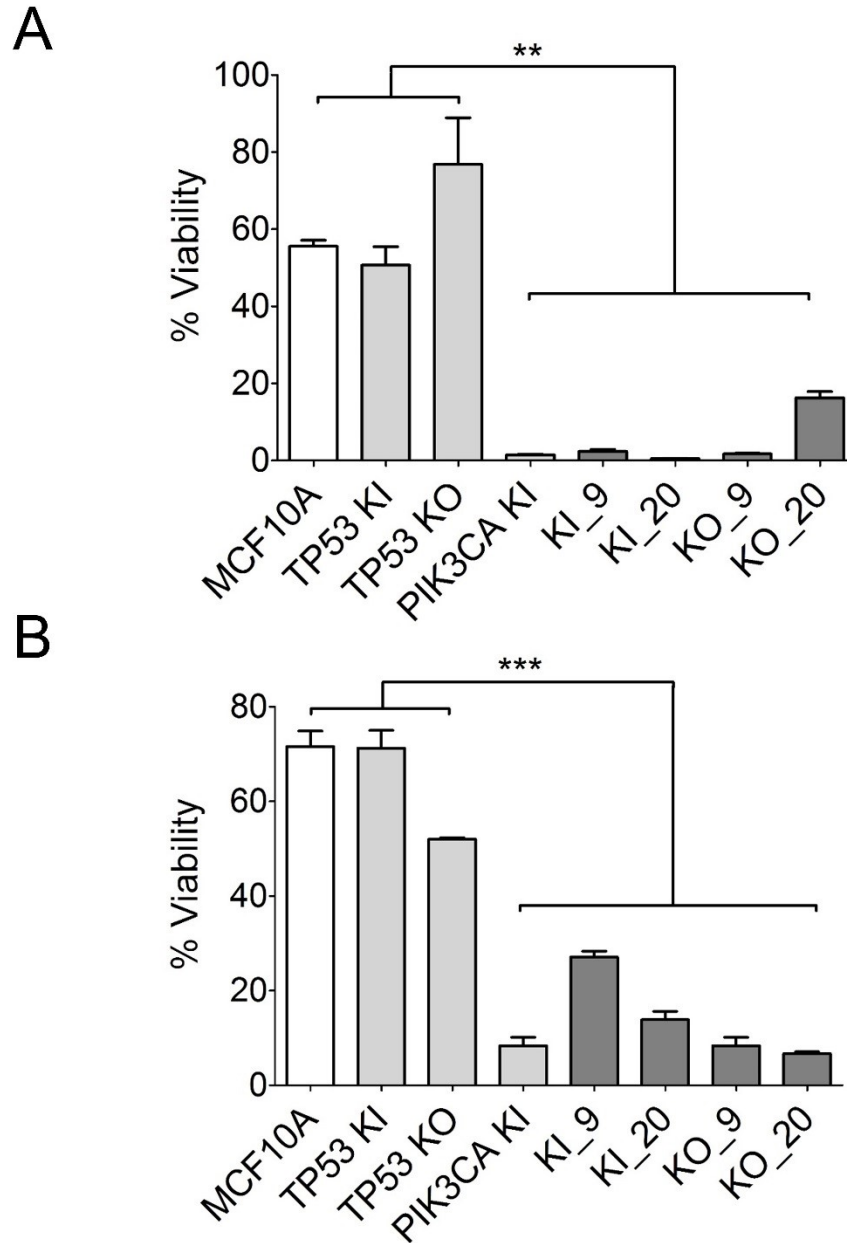 A
**
100
80
60
40
20
0
% Viability
MCF10A
TP53 KI
TP53 KO
PIK3CA KI
KI_9
KI_20
KO_9
KO_20
B
***
80
60
40
20
0
% Viability
MCF10A
TP53 KI
TP53 KO
PIK3CA KI
KI_9
KI_20
KO_9
KO_20